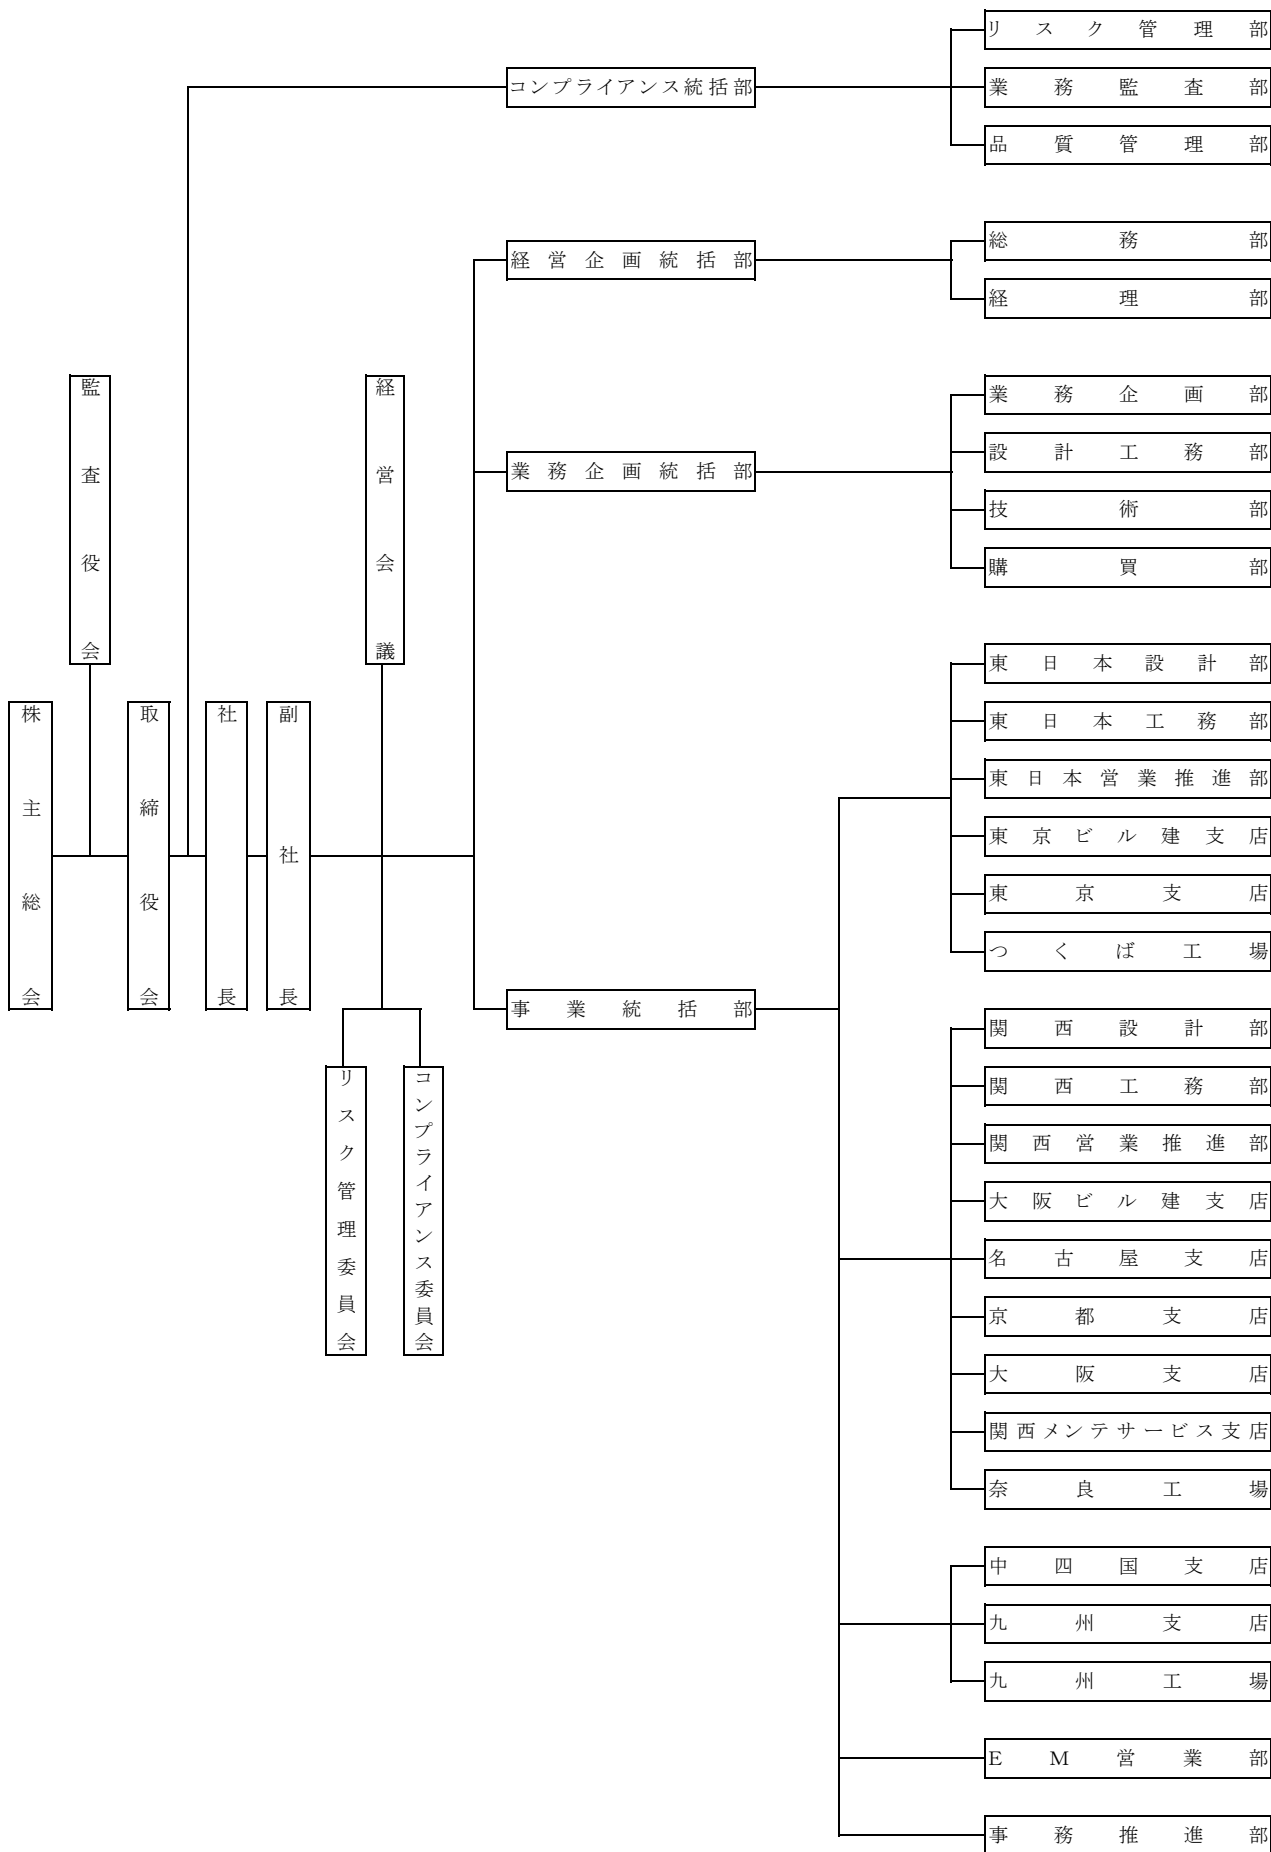 リスク管理部
コンプライアンス統括部
業務監査部
品質管理部
総務部
経営企画統括部
経理部
監査役会
経営会議
業務企画部
設計工務部
業務企画統括部
技術部
購買部
東日本設計部
株主総会
取締役会
社長
副社長
東日本工務部
東日本営業推進部
東京ビル建支店
東京支店
つくば工場
事業統括部
関西設計部
リスク管理委員会
コンプライアンス委員会
関西工務部
関西営業推進部
大阪ビル建支店
名古屋支店
京都支店
大阪支店
関西メンテサービス支店
奈良工場
中四国支店
九州支店
九州工場
EM営業部
事務推進部